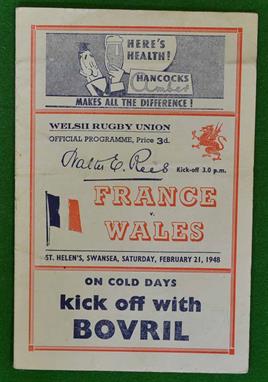 HERE'S
HEALTH!
HANCOCKS
Amber
MAKES ALL THE DIFFERENCE!
WELSH RUGBY UNION
OFFICIAL PROGRAMME, Price 3d.
Walter E. Rees
Kick-off 3.0 p.m.
FRANCE
v.
WALES
ST. HELEN'S, SWANSEA, SATURDAY, FEBRUARY 21, 1948
ON COLD DAYS
kick off with
BOVRIL